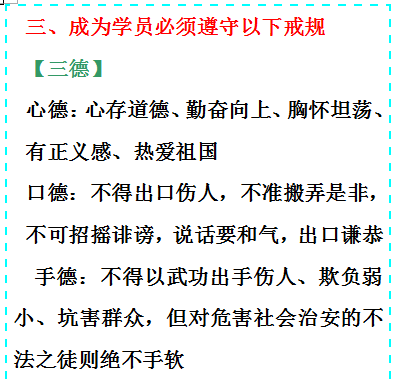 三、成为学员必须遵守以下戒规
【三德】
心德：心存道德、勤奋向上、胸怀坦荡、
有正义感、热爱祖国
口德：不得出口伤人，不准搬弄是非，
不可招摇诽谤，说话要和气，出口谦恭
手德：不得以武功出手伤人、欺负弱
小、坑害群众，但对危害社会治安的不
法之徒则绝不手软